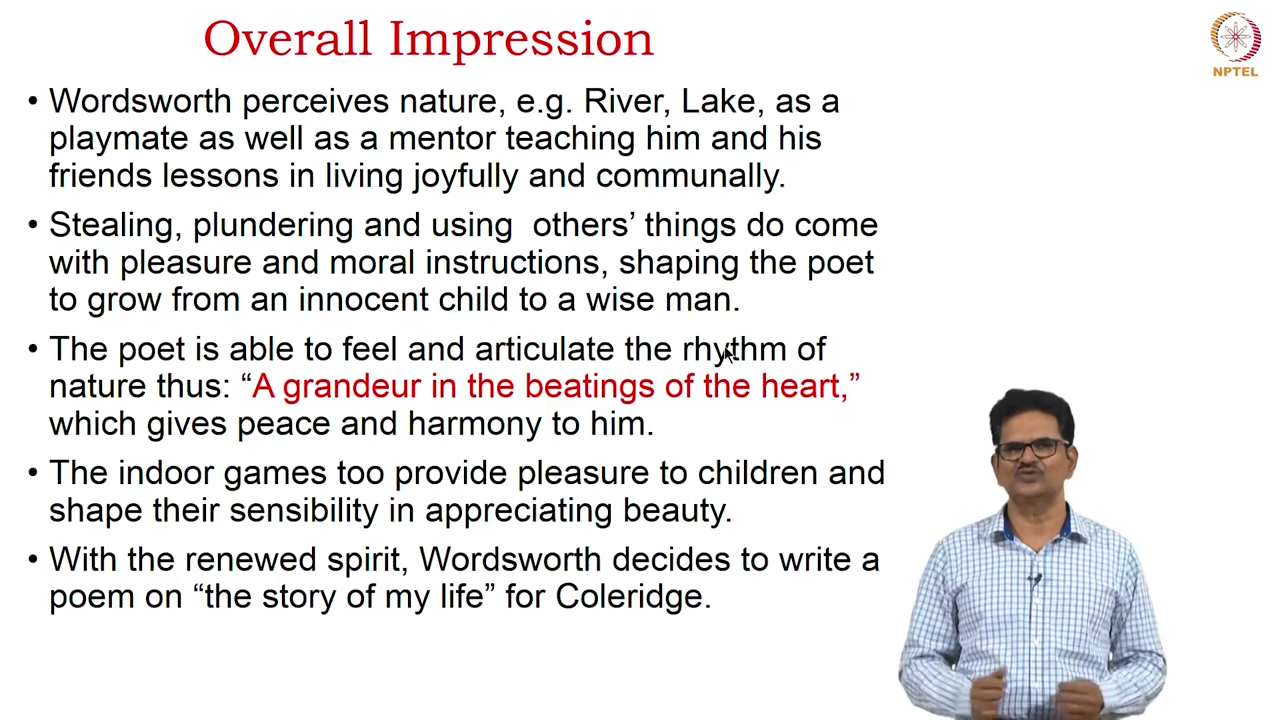 Overall Impression
NPTEL
• Wordsworth perceives nature, e.g. River, Lake, as a
playmate as well as a mentor teaching him and his
friends lessons in living joyfully and communally.
• Stealing, plundering and using  others’ things do come
with pleasure and moral instructions, shaping the poet
to grow from an innocent child to a wise man.
• The poet is able to feel and articulate the rhythm of
nature thus: “A grandeur in the beatings of the heart,”
which gives peace and harmony to him.
• The indoor games too provide pleasure to children and
shape their sensibility in appreciating beauty.
• With the renewed spirit, Wordsworth decides to write a
poem on “the story of my life” for Coleridge.